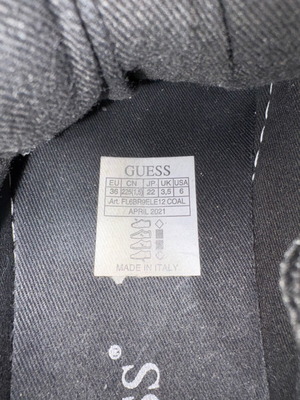 GUESS
EU CN JP UK USA
36 225(1,5) 22 3,5 6
Art. FL6BR9ELE12 COAL
APRIL 2021
MADE IN ITALY
SS®